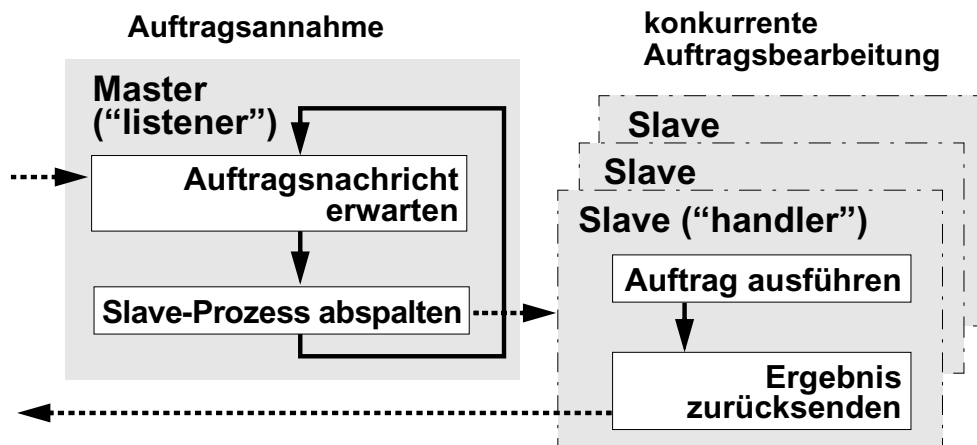 Auftragsannahme
konkurrente
Auftragsbearbeitung
Master
(“listener”)
Auftragsnachricht
erwarten
Slave-Prozess abspalten
Slave
Slave
Slave (“handler”)
Auftrag ausführen
Ergebnis
zurücksenden